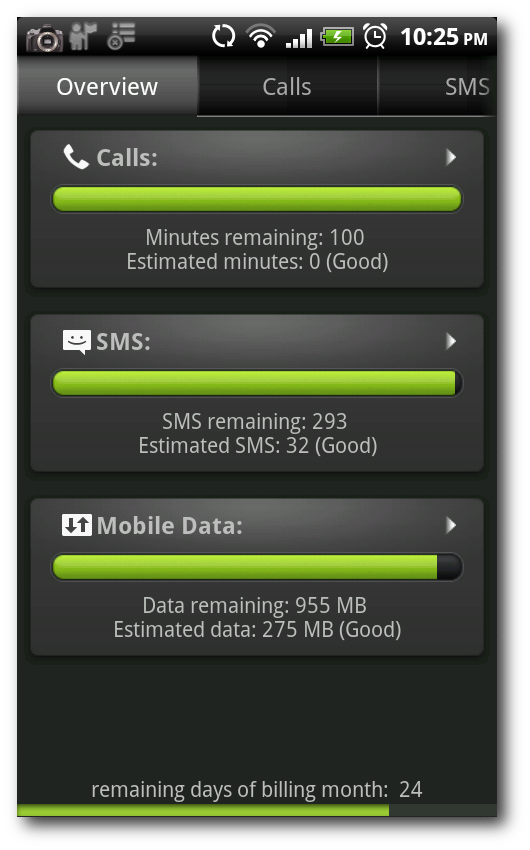 10:25 PM
Overview Calls SMS
Calls:
Minutes remaining: 100
Estimated minutes: 0 (Good)
SMS:
SMS remaining: 293
Estimated SMS: 32 (Good)
Mobile Data:
Data remaining: 955 MB
Estimated data: 275 MB (Good)
remaining days of billing month: 24